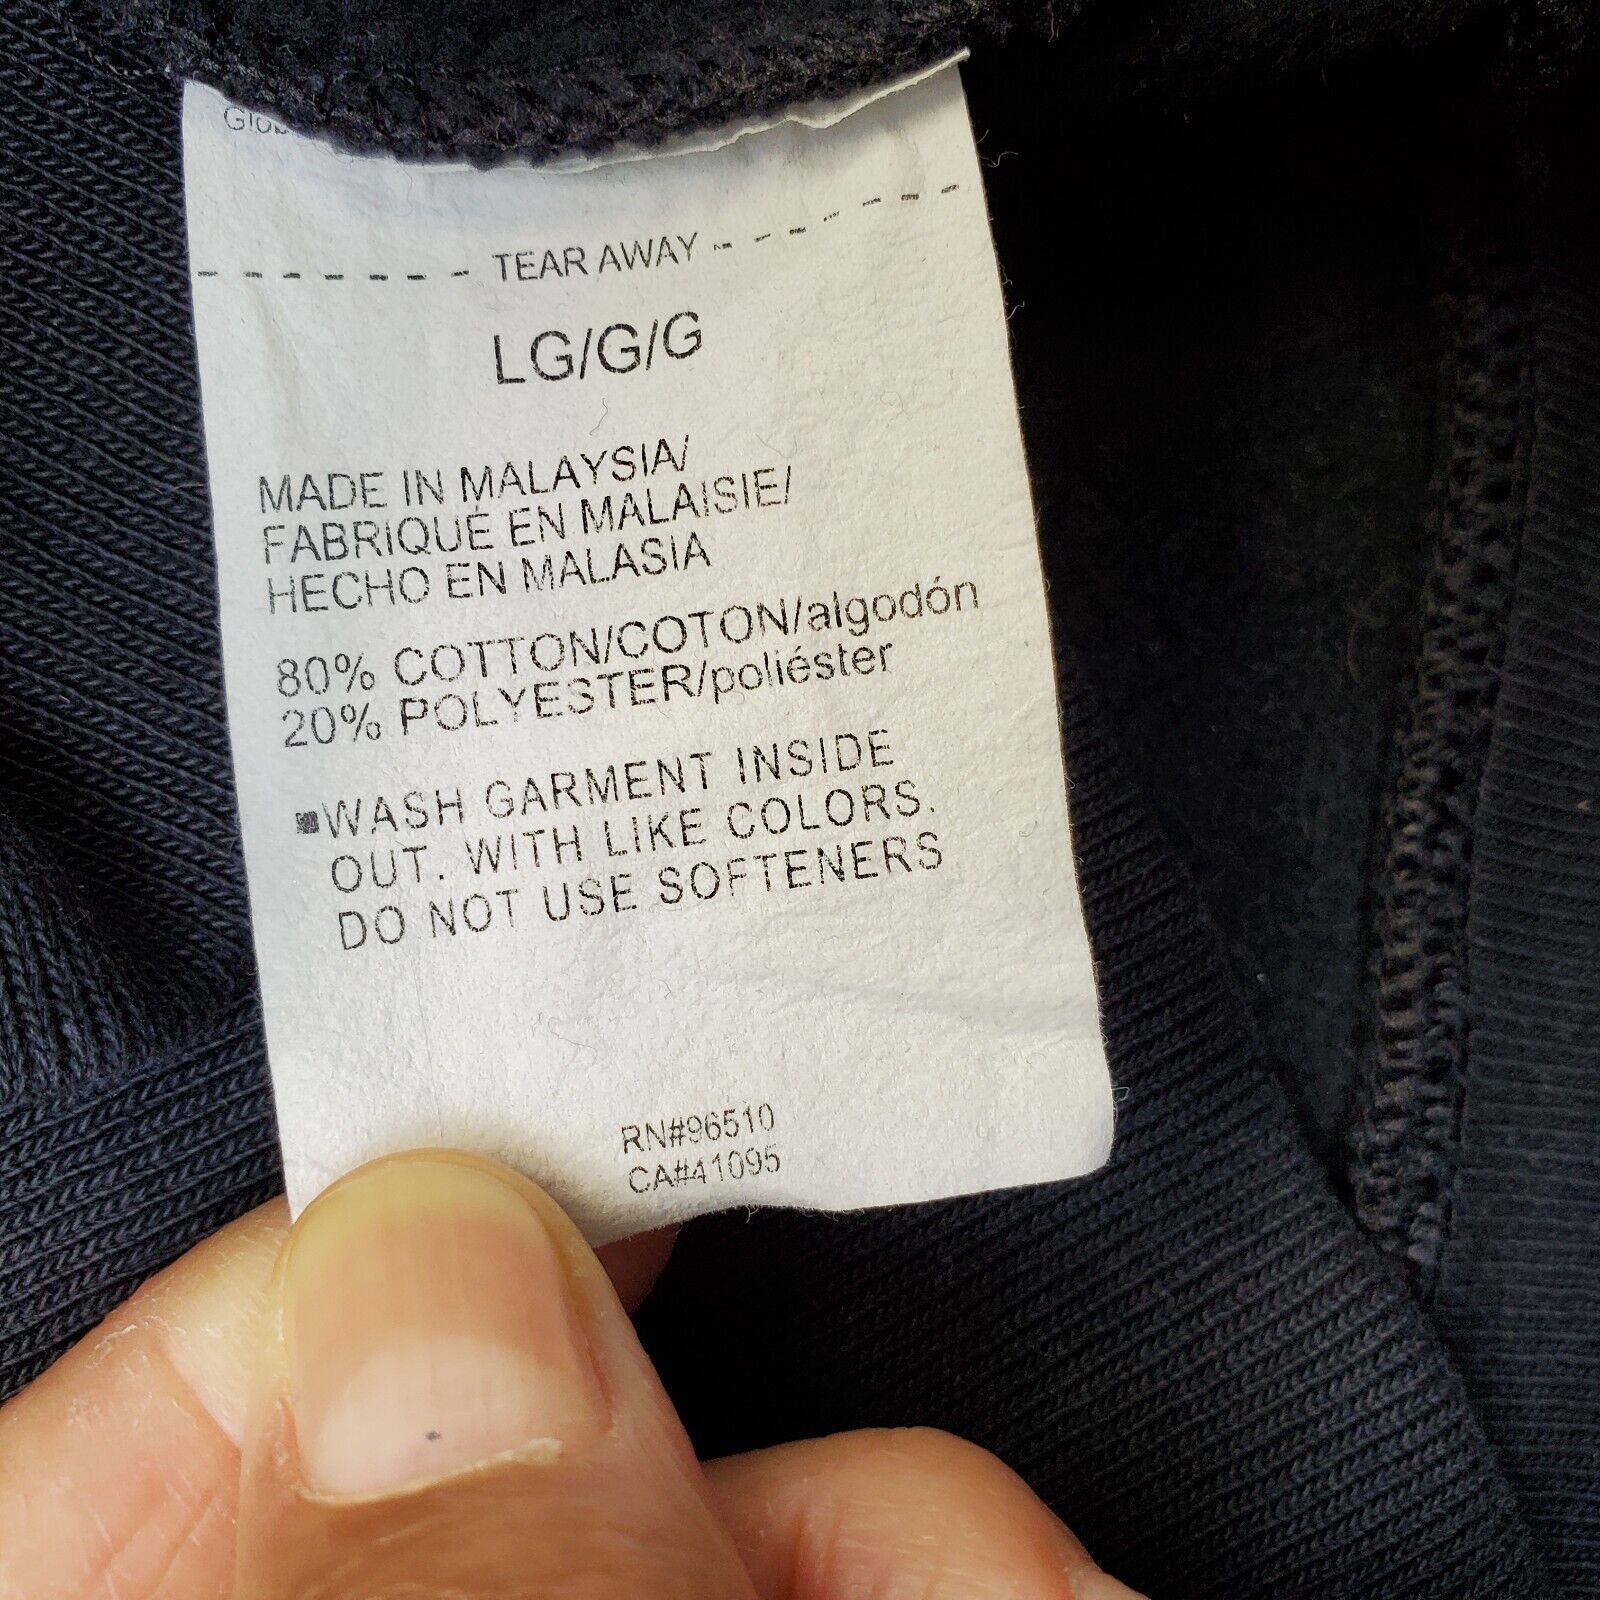 TEAR AWAY
LG/G/G
MADE IN MALAYSIA/
FABRIQUÉ EN MALAISIE/
HECHO EN MALASIA
80% COTTON/COTON/algodón
20% POLYESTER/poliéster
■WASH GARMENT INSIDE
OUT. WITH LIKE COLORS.
DO NOT USE SOFTENERS
RN#96510
CA#41095